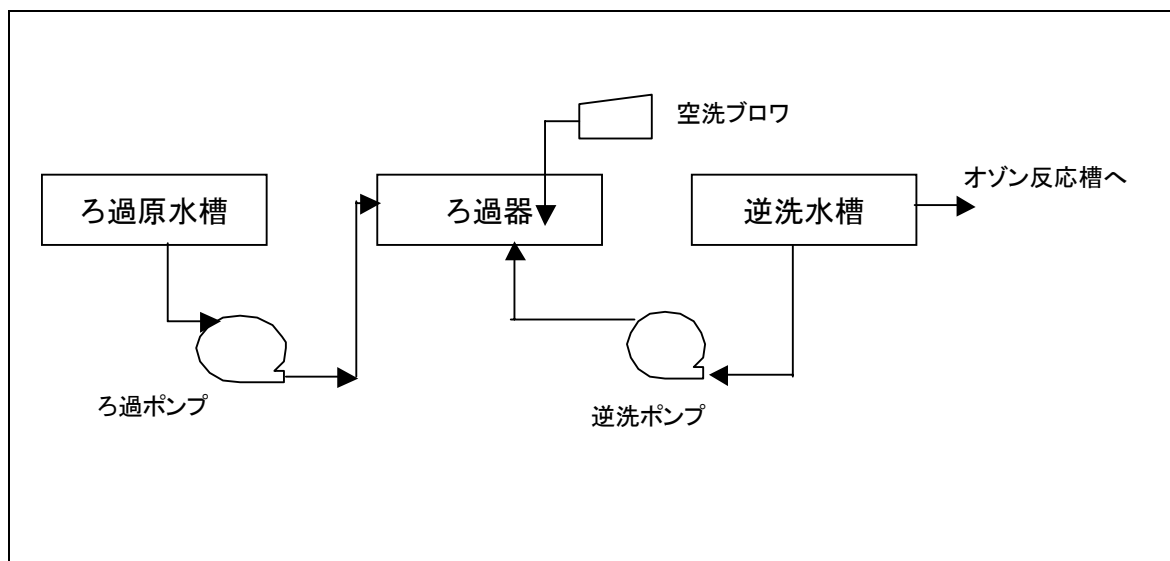 空洗ブロワ
オゾン反応槽へ
ろ過原水槽
ろ過器
逆洗水槽
ろ過ポンプ
逆洗ポンプ